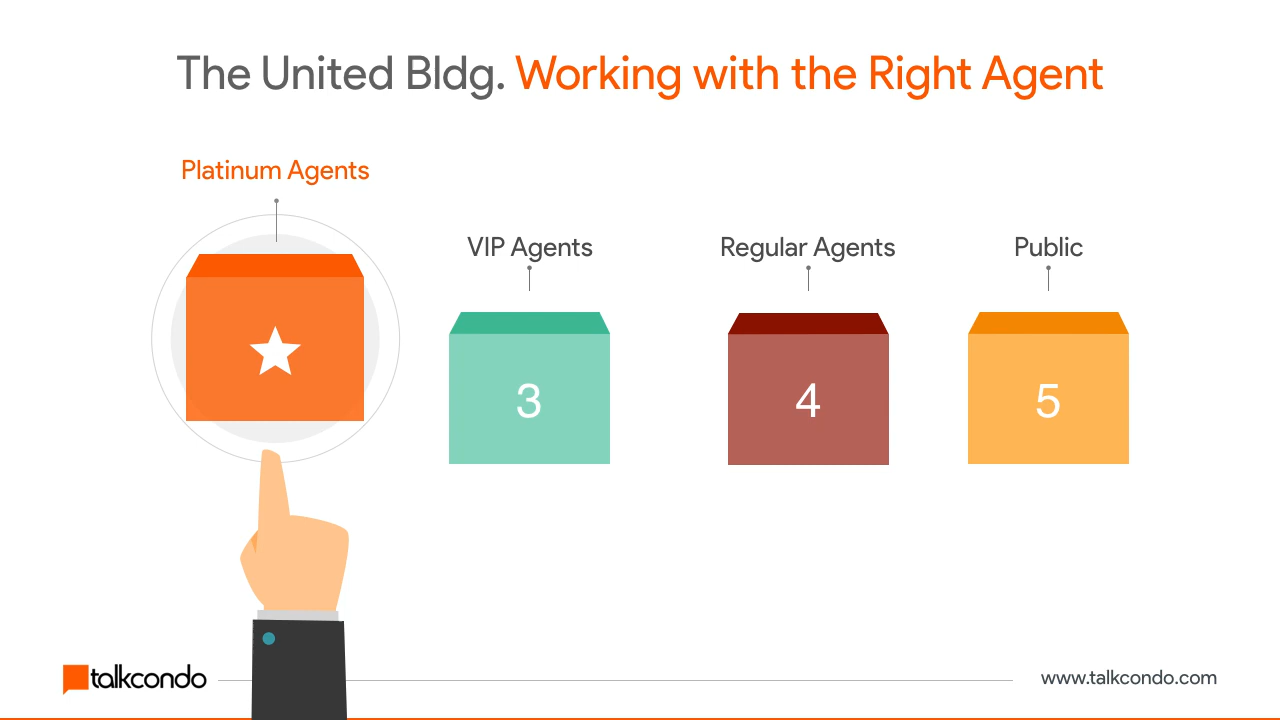 The United Bldg. Working with the Right Agent
Platinum Agents
VIP Agents
Regular Agents
Public
3
4
5
talkcondo
www.talkcondo.com